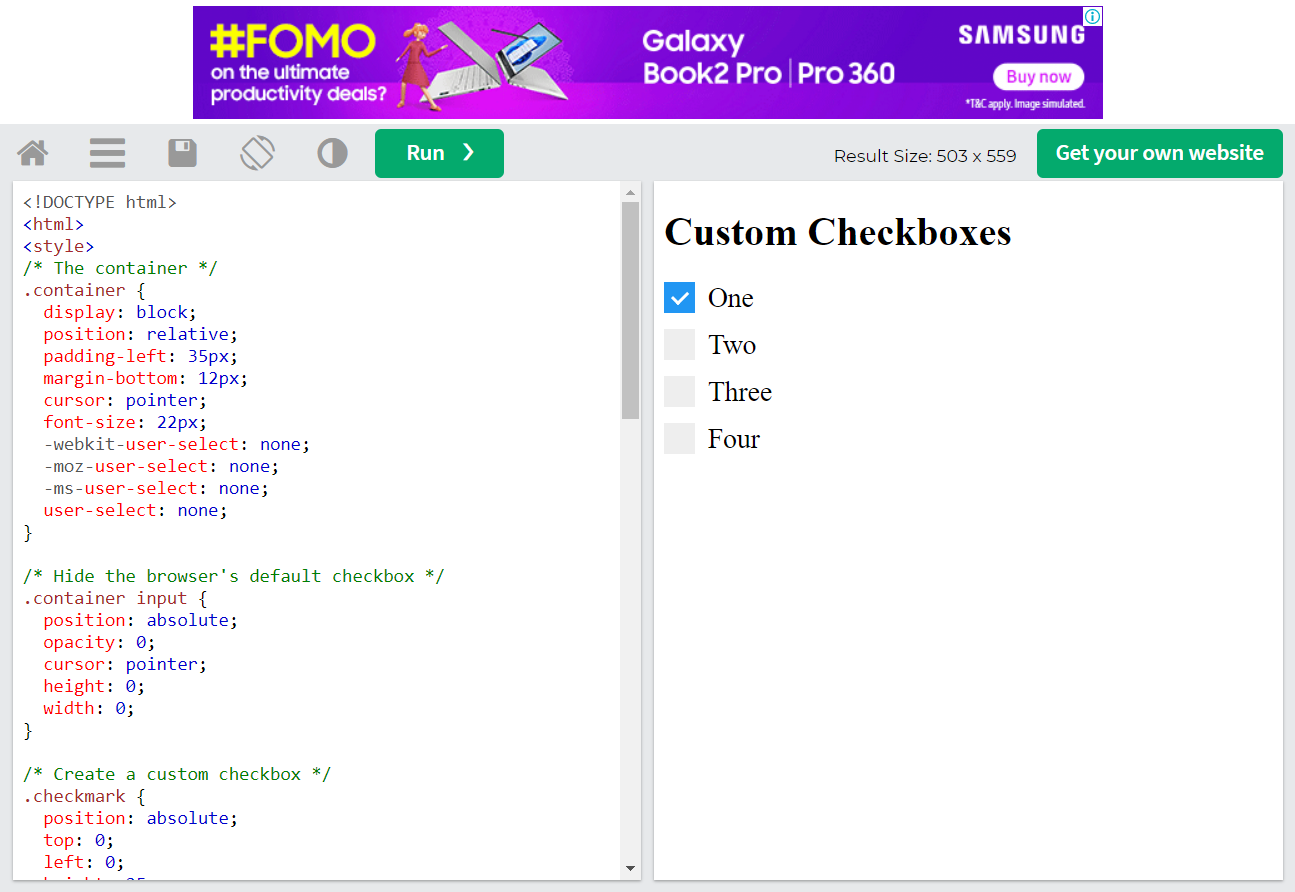 #FOMO
on the ultimate
productivity deals?
Galaxy
Book2 Pro | Pro 360
SAMSUNG
Buy now
*T&C apply. Image simulated.
Run ❯
Result Size: 503 x 559
Get your own website
<!DOCTYPE html>
<html>
<style>
/* The container */
.container {
  display: block;
  position: relative;
  padding-left: 35px;
  margin-bottom: 12px;
  cursor: pointer;
  font-size: 22px;
  -webkit-user-select: none;
  -moz-user-select: none;
  -ms-user-select: none;
  user-select: none;
}
/* Hide the browser's default checkbox */
.container input {
  position: absolute;
  opacity: 0;
  cursor: pointer;
  height: 0;
  width: 0;
}
/* Create a custom checkbox */
.checkmark {
  position: absolute;
  top: 0;
  left: 0;
Custom Checkboxes
One
Two
Three
Four